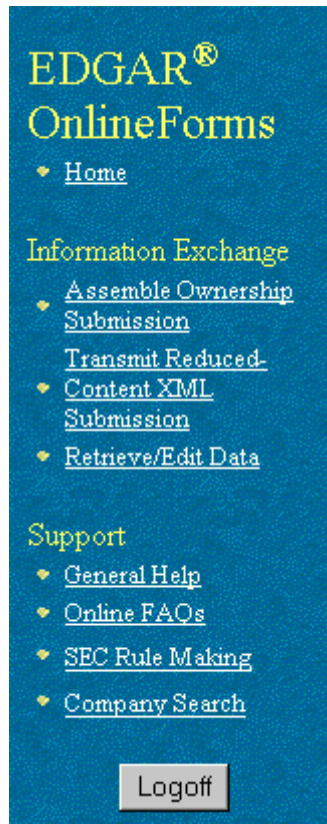 EDGAR®
OnlineForms
Home
Information Exchange
Assemble Ownership
Submission
Transmit Reduced-
Content XML
Submission
Retrieve/Edit Data
Support
General Help
Online FAQs
SEC Rule Making
Company Search
Logoff